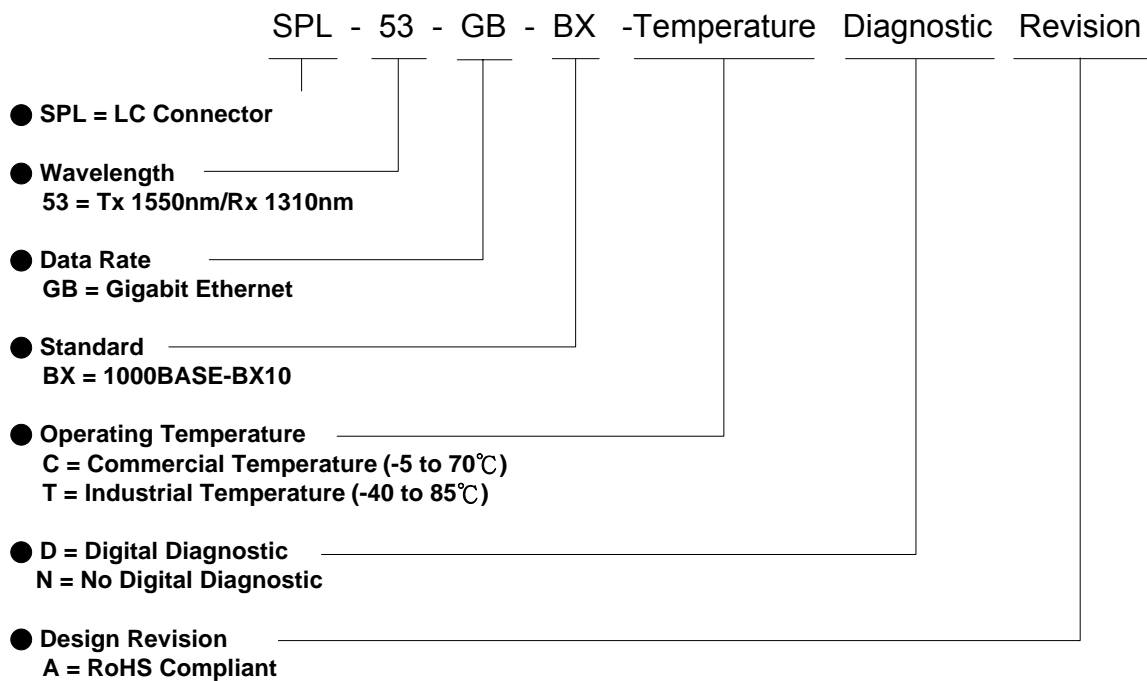 SPL - 53 - GB - BX -Temperature Diagnostic Revision
● SPL = LC Connector
● Wavelength
53 = Tx 1550nm/Rx 1310nm
● Data Rate
GB = Gigabit Ethernet
● Standard
BX = 1000BASE-BX10
● Operating Temperature
C = Commercial Temperature (-5 to 70℃)
T = Industrial Temperature (-40 to 85℃)
● D = Digital Diagnostic
N = No Digital Diagnostic
● Design Revision
A = RoHS Compliant